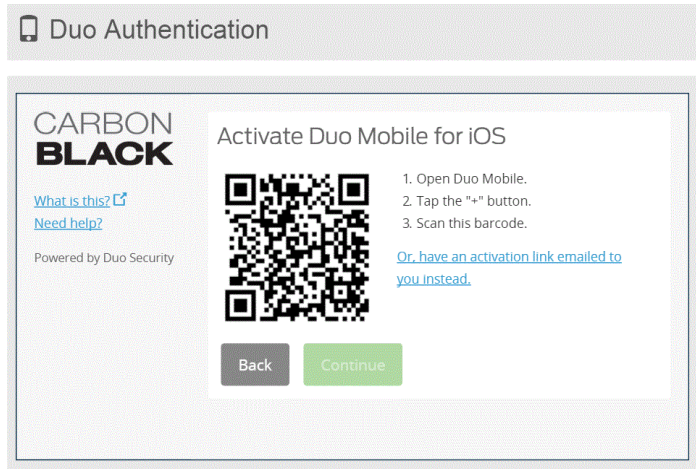 Duo Authentication
CARBON
BLACK
What is this?
Need help?
Powered by Duo Security
Activate Duo Mobile for iOS
1. Open Duo Mobile.
2. Tap the "+" button.
3. Scan this barcode.
Or, have an activation link emailed to
you instead.
Back
Continue